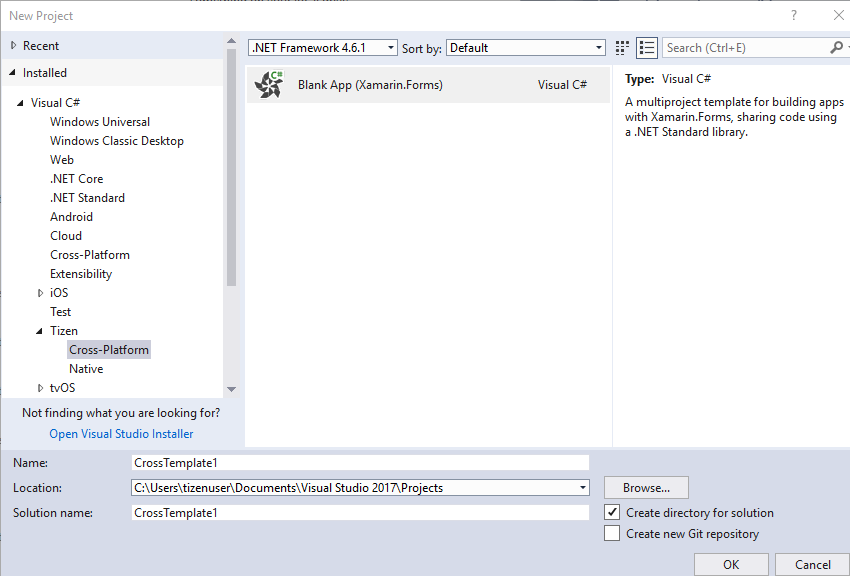 New Project
?
Recent
.NET Framework 4.6.1
Sort by:
Default
Search (Ctrl+E)
Installed
Visual C#
Windows Universal
Windows Classic Desktop
Web
.NET Core
.NET Standard
Android
Cloud
Cross-Platform
Extensibility
iOS
Test
Tizen
Cross-Platform
Native
tvOS
Not finding what you are looking for?
Open Visual Studio Installer
C#
Blank App (Xamarin.Forms)
Visual C#
Type: Visual C#
A multiproject template for building apps
with Xamarin.Forms, sharing code using
a .NET Standard library.
Name:
CrossTemplate1
Location:
C:\Users\tizenuser\Documents\Visual Studio 2017\Projects
Browse...
Solution name:
CrossTemplate1
Create directory for solution
Create new Git repository
OK
Cancel